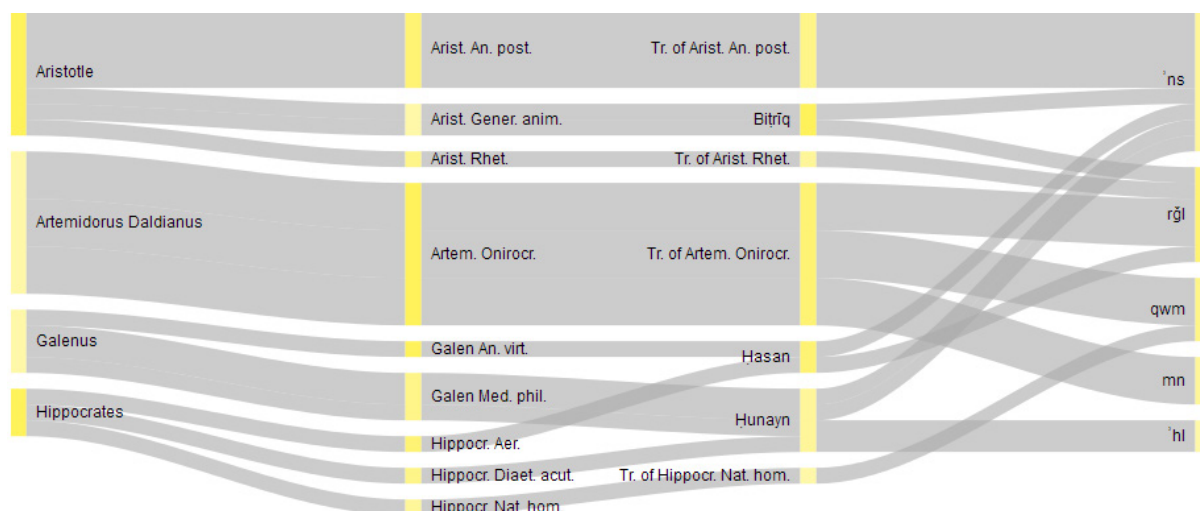 Aristotle
Artemidorus Daldianus
Galenus
Hippocrates
Arist. An. post.
Arist. Gener. anim.
Arist. Rhet.
Artem. Onirocr.
Galen An. virt.
Galen Med. phil.
Hippocr. Aer.
Hippocr. Diaet. acut.
Hippocr. Nat. hom.
Tr. of Arist. An. post.
Biṭrīq
Tr. of Arist. Rhet.
Tr. of Artem. Onirocr.
Ḥasan
Ḥunayn
Tr. of Hippocr. Nat. hom.
ʾns
rǧl
qwm
mn
ʾhl